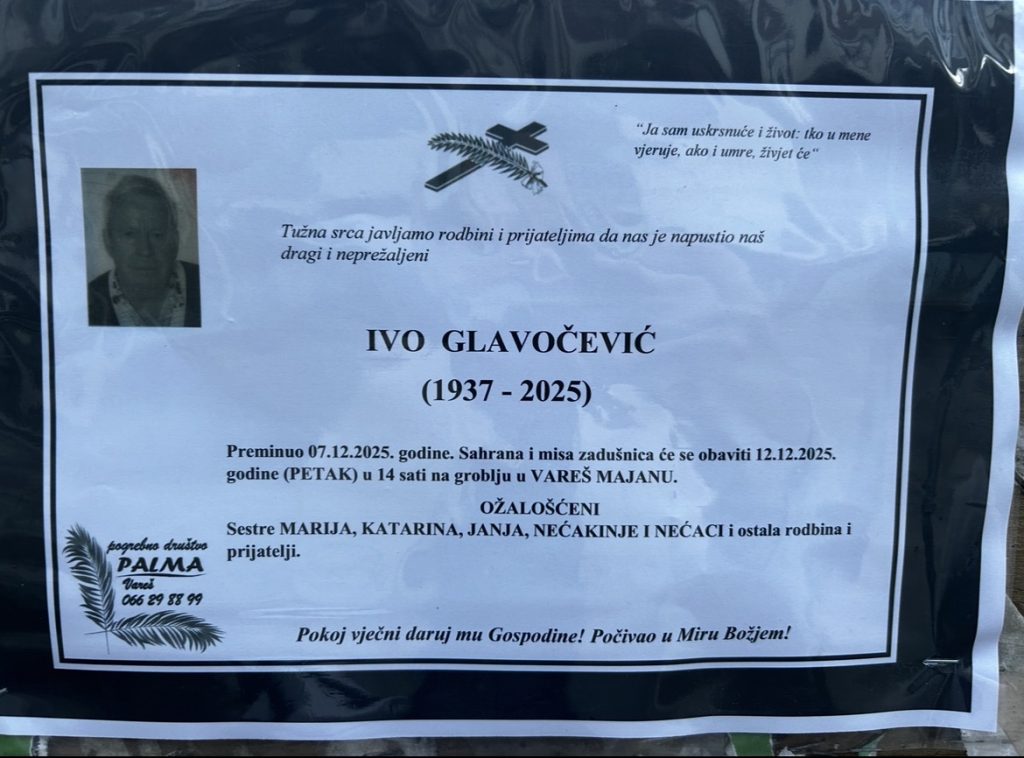 “Ja sam uskrsnuće i život: tko u mene
vjeruje, ako i umre, živjet će“
Tužna srca javljamo rodbini i prijateljima da nas je napustio naš
dragi i neprežaljeni
IVO GLAVOČEVIĆ
(1937 - 2025)
Preminuo 07.12.2025. godine. Sahrana i misa zadušnica će se obaviti 12.12.2025.
godine (PETAK) u 14 sati na groblju u VAREŠ MAJANU.
OŽALOŠĆENI
Sestre MARIJA, KATARINA, JANJA, NEĆAKINJE I NEĆACI i ostala rodbina i
prijatelji.
pogrebno društvo
PALMA
Vareš
066 29 88 99
Pokoj vječni daruj mu Gospodine! Počivao u Miru Božjem!